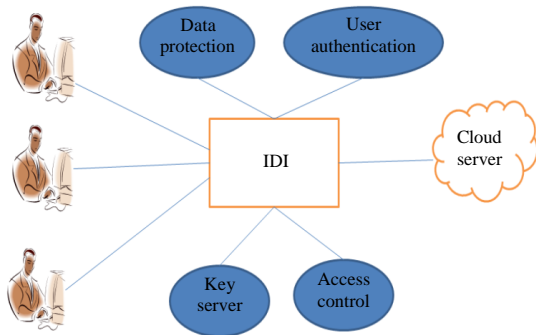 Data
protection
User
authentication
IDI
Cloud
server
Key
server
Access
control